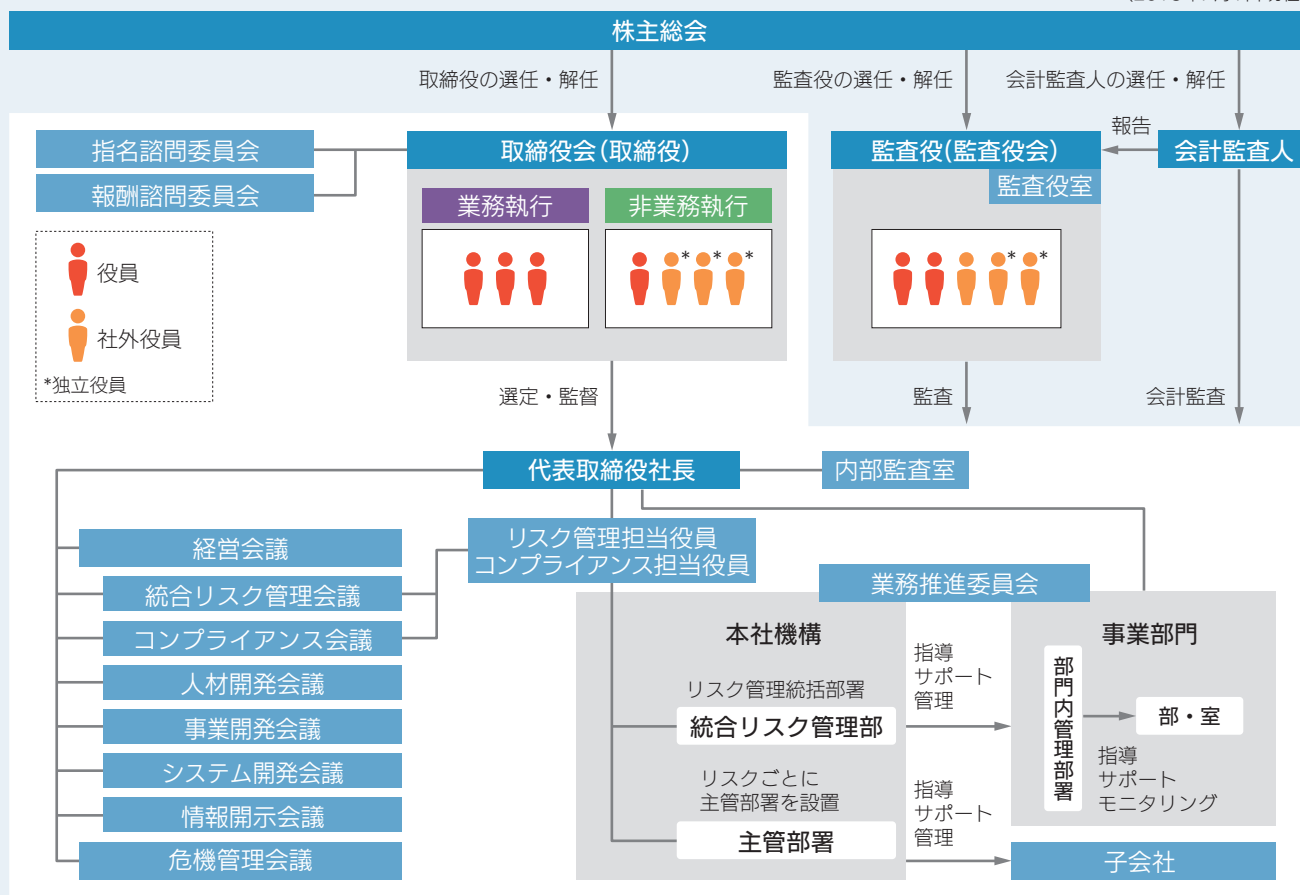 株主総会
取締役の選任・解任
監査役の選任・解任
会計監査人の選任・解任
指名諮問委員会
報酬諮問委員会
取締役会(取締役)
監査役(監査役会)
報告
会計監査人
監査役室
業務執行
非業務執行
* * *
* *
役員
社外役員
*独立役員
選定・監督
監査
会計監査
代表取締役社長
内部監査室
経営会議
統合リスク管理会議
コンプライアンス会議
人材開発会議
事業開発会議
システム開発会議
情報開示会議
危機管理会議
リスク管理担当役員
コンプライアンス担当役員
業務推進委員会
本社機構
リスク管理統括部署
統合リスク管理部
リスクごとに
主管部署を設置
主管部署
指導
サポート
管理
指導
サポート
管理
事業部門
部門内管理部署
部・室
指導
サポート
モニタリング
子会社